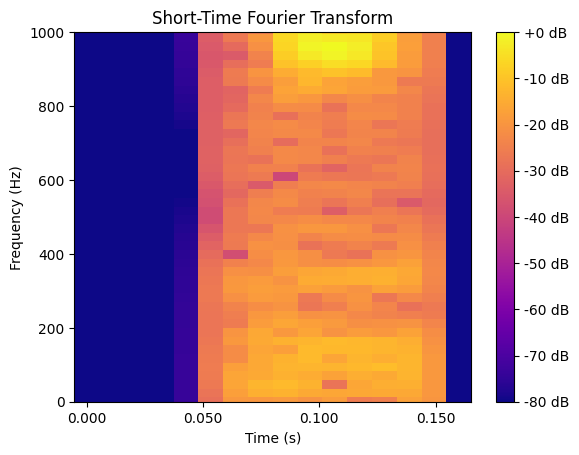 Short-Time Fourier Transform
1000
800
600
400
200
0
Frequency (Hz)
0.000
0.050
0.100
0.150
Time (s)
+0 dB
-10 dB
-20 dB
-30 dB
-40 dB
-50 dB
-60 dB
-70 dB
-80 dB